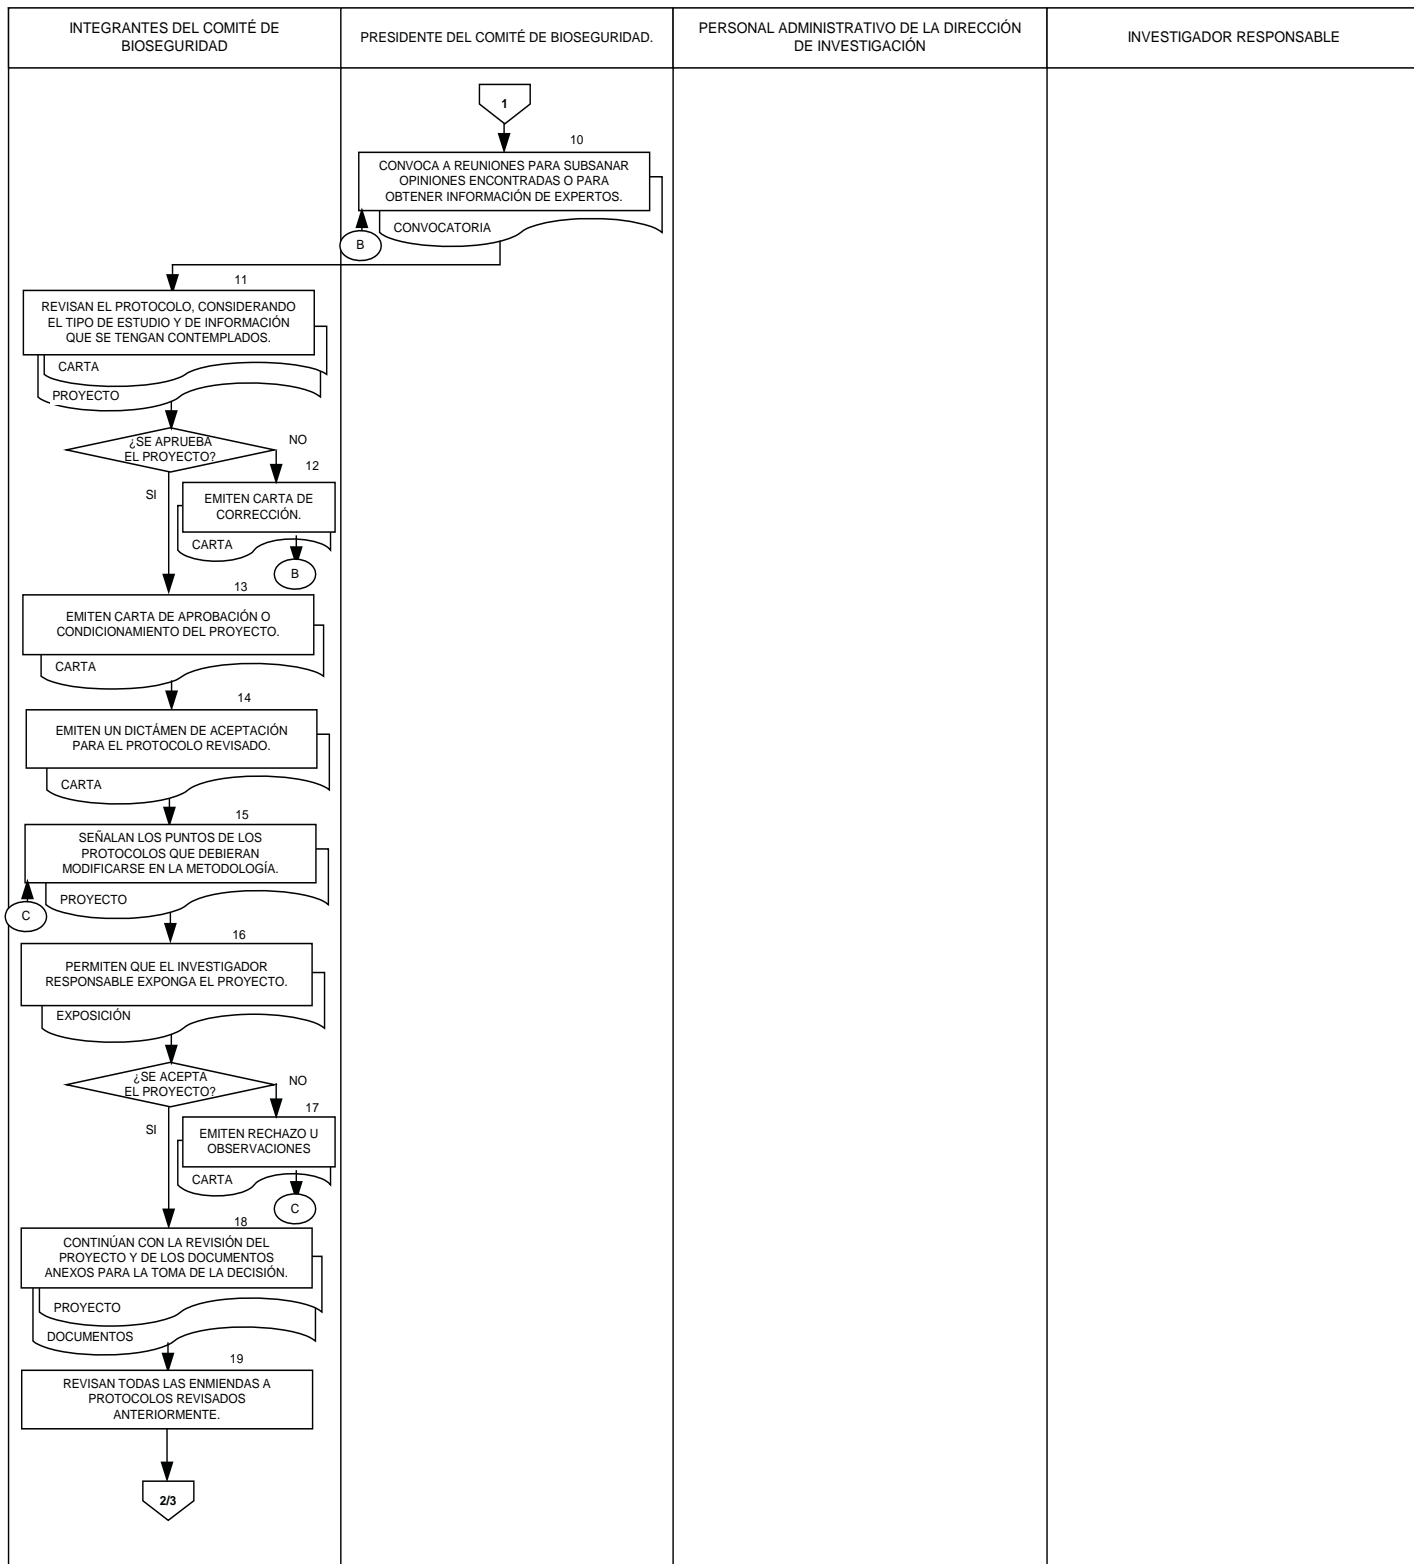 INTEGRANTES DEL COMITÉ DE
BIOSEGURIDAD
PRESIDENTE DEL COMITÉ DE BIOSEGURIDAD.
PERSONAL ADMINISTRATIVO DE LA DIRECCIÓN
DE INVESTIGACIÓN
INVESTIGADOR RESPONSABLE
1
10
CONVOCA A REUNIONES PARA SUBSANAR
OPINIONES ENCONTRADAS O PARA
OBTENER INFORMACIÓN DE EXPERTOS.
CONVOCATORIA
B
11
REVISAN EL PROTOCOLO, CONSIDERANDO
EL TIPO DE ESTUDIO Y DE INFORMACIÓN
QUE SE TENGAN CONTEMPLADOS.
CARTA
PROYECTO
¿SE APRUEBA
EL PROYECTO?
NO
12
SI
EMITEN CARTA DE
CORRECCIÓN.
CARTA
B
13
EMITEN CARTA DE APROBACIÓN O
CONDICIONAMIENTO DEL PROYECTO.
CARTA
14
EMITEN UN DICTÁMEN DE ACEPTACIÓN
PARA EL PROTOCOLO REVISADO.
CARTA
15
SEÑALAN LOS PUNTOS DE LOS
PROTOCOLOS QUE DEBIERAN
MODIFICARSE EN LA METODOLOGÍA.
PROYECTO
C
16
PERMITEN QUE EL INVESTIGADOR
RESPONSABLE EXPONGA EL PROYECTO.
EXPOSICIÓN
¿SE ACEPTA
EL PROYECTO?
NO
17
SI
EMITEN RECHAZO U
OBSERVACIONES
CARTA
C
18
CONTINÚAN CON LA REVISIÓN DEL
PROYECTO Y DE LOS DOCUMENTOS
ANEXOS PARA LA TOMA DE LA DECISIÓN.
PROYECTO
DOCUMENTOS
19
REVISAN TODAS LAS ENMIENDAS A
PROTOCOLOS REVISADOS
ANTERIORMENTE.
2/3